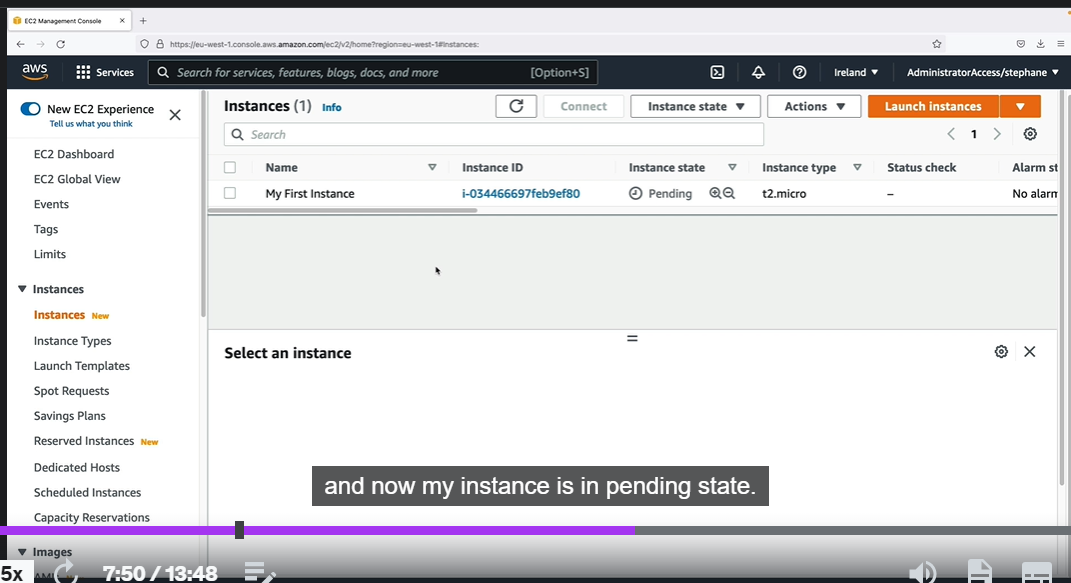 EC2 Management Console
https://eu-west-1.console.aws.amazon.com/ec2/v2/home?region=eu-west-1#Instances:
aws
Services
Search for services, features, blogs, docs, and more
[Option+S]
Ireland
AdministratorAccess/stephane
New EC2 Experience
Tell us what you think
EC2 Dashboard
EC2 Global View
Events
Tags
Limits
Instances
Instances New
Instance Types
Launch Templates
Spot Requests
Savings Plans
Reserved Instances New
Dedicated Hosts
Scheduled Instances
Capacity Reservations
Images
Instances (1) Info
Connect
Instance state
Actions
Launch instances
Search
1
Name Instance ID Instance state Instance type Status check Alarm st
My First Instance i-034466697feb9ef80 Pending t2.micro – No alarm
Select an instance
and now my instance is in pending state.
5x
7:50 / 13:48